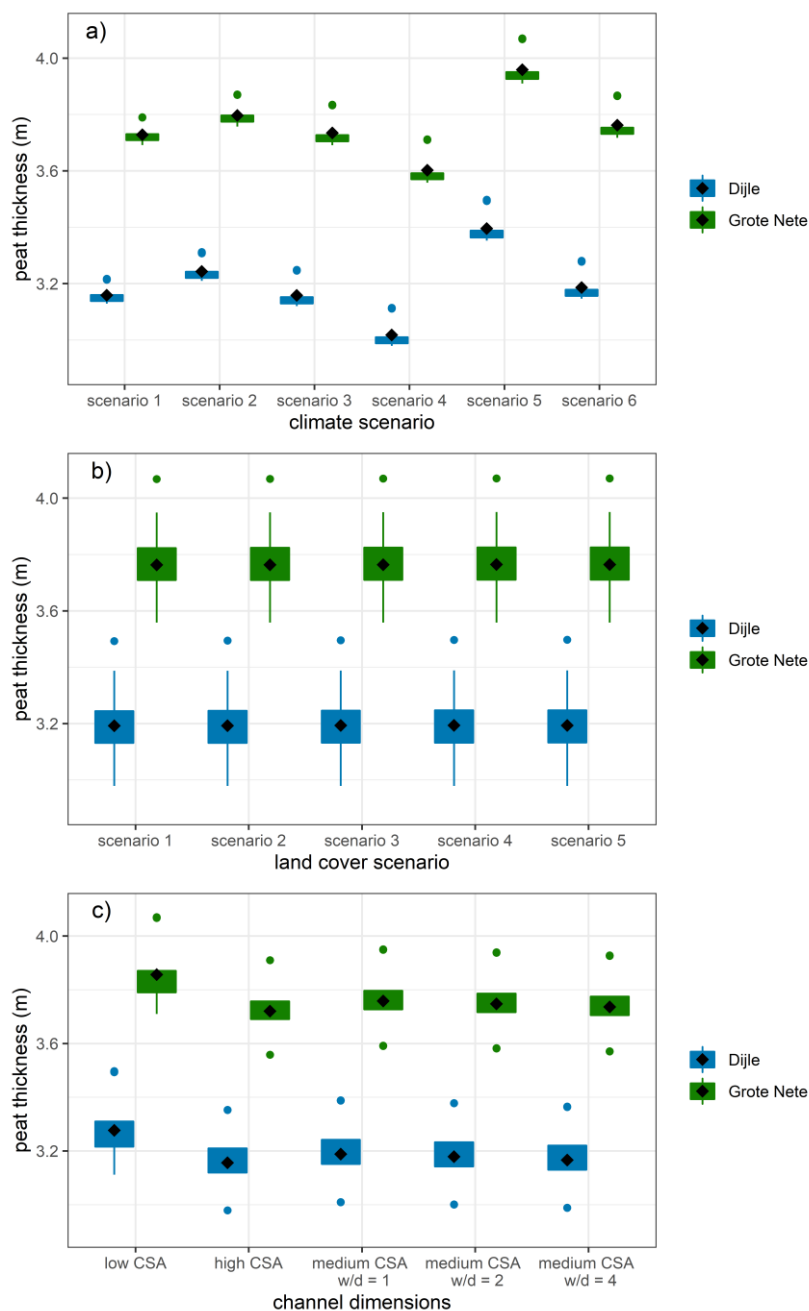 a)
4.0
3.6
3.2
peat thickness (m)
scenario 1 scenario 2 scenario 3 scenario 4 scenario 5 scenario 6
climate scenario
Dijle
Grote Nete
b)
4.0
3.6
3.2
peat thickness (m)
scenario 1 scenario 2 scenario 3 scenario 4 scenario 5
land cover scenario
Dijle
Grote Nete
c)
4.0
3.6
3.2
peat thickness (m)
low CSA high CSA medium CSA medium CSA medium CSA
w/d = 1 w/d = 2 w/d = 4
channel dimensions
Dijle
Grote Nete